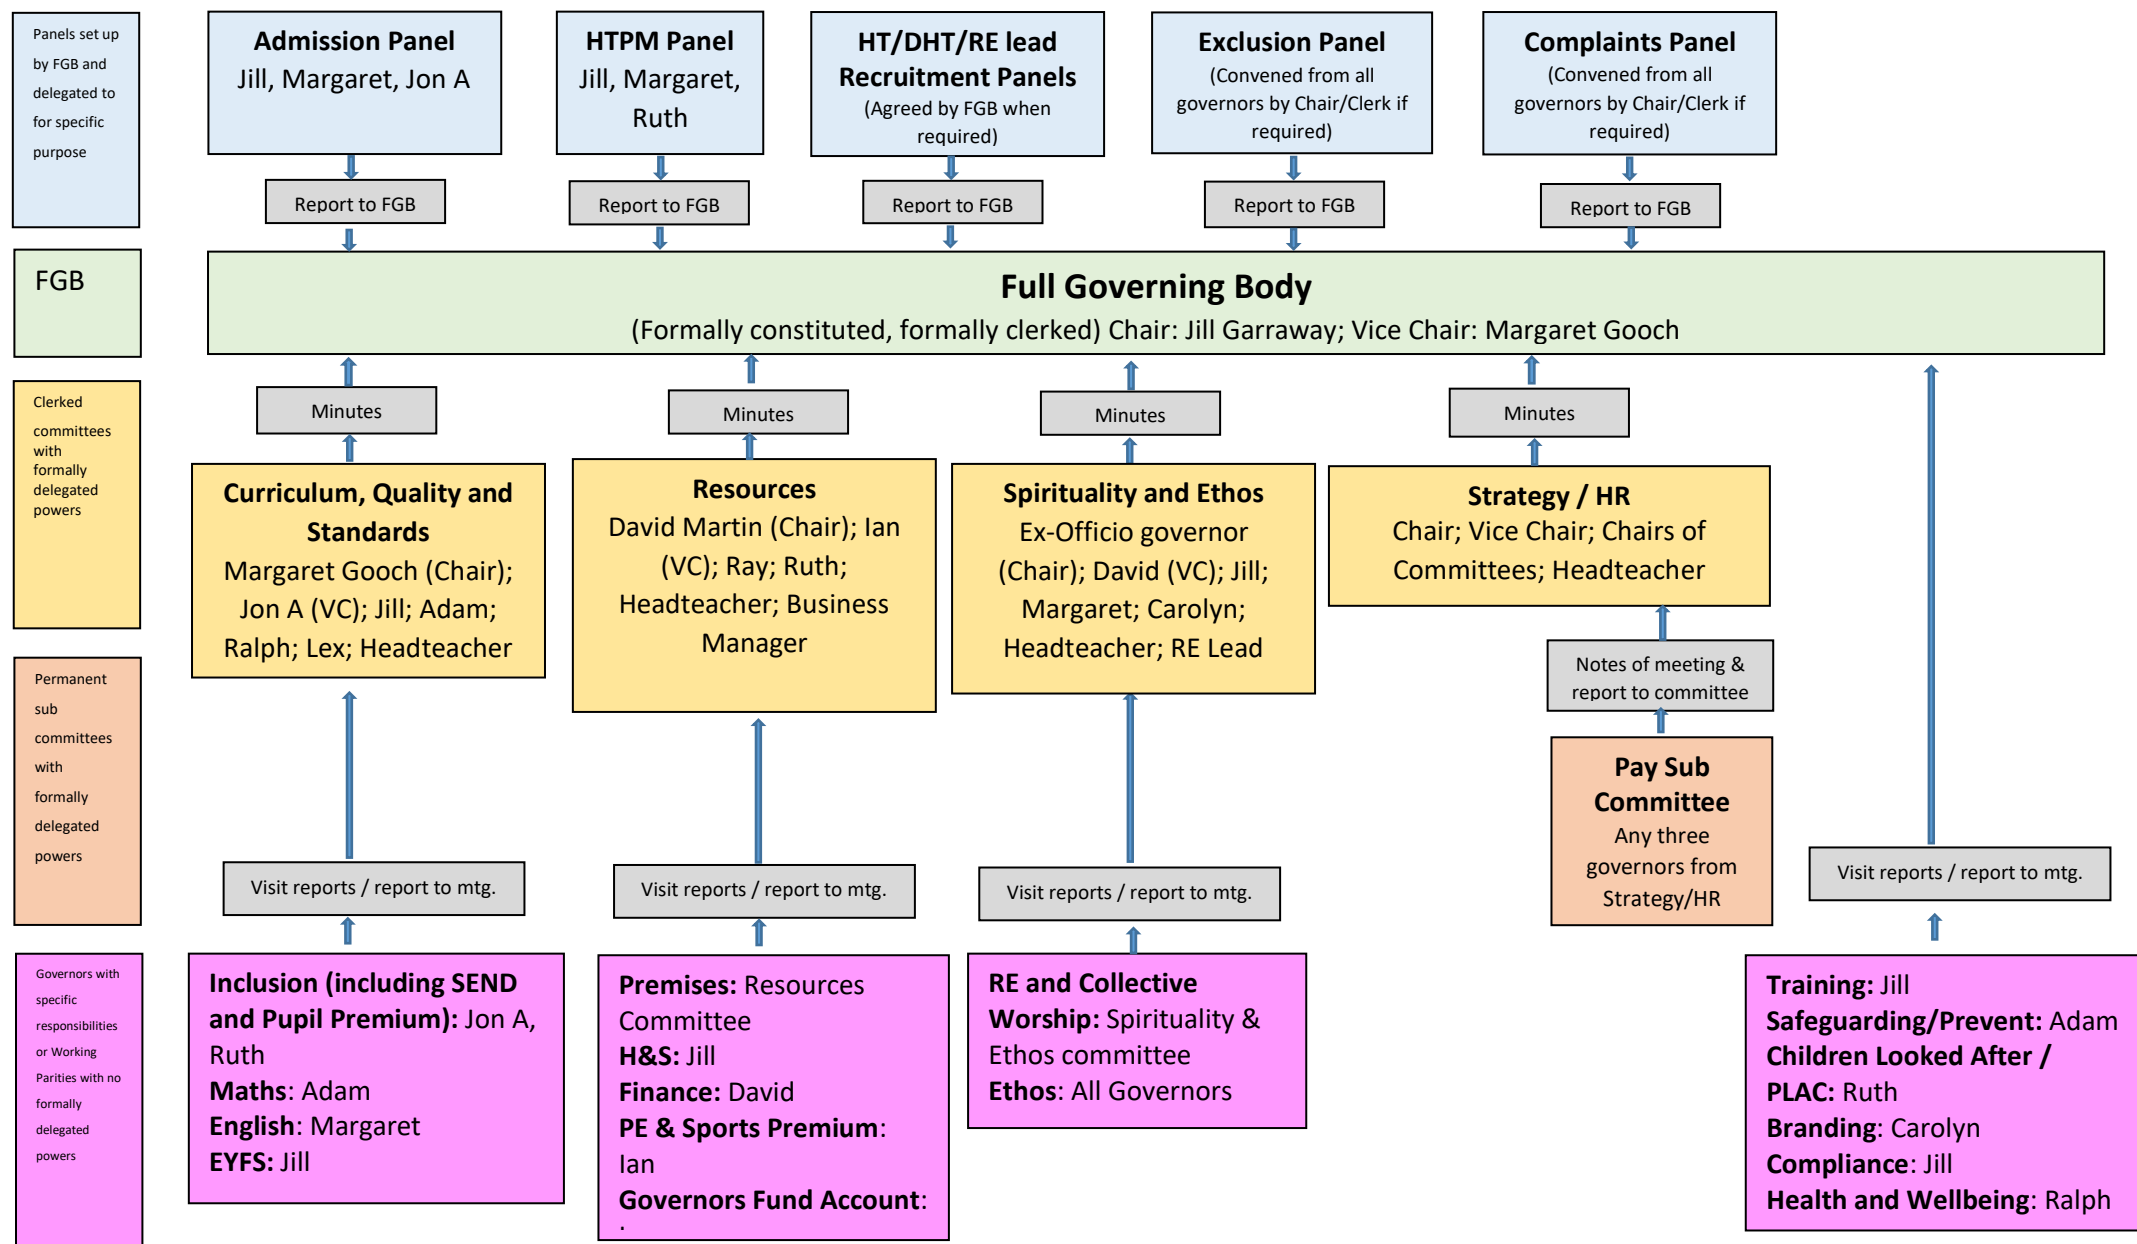 Panels set up
by FGB and
delegated to
for specific
purpose
Admission Panel
Jill, Margaret, Jon A
HTPM Panel
Jill, Margaret,
Ruth
HT/DHT/RE lead
Recruitment Panels
(Agreed by FGB when
required)
Exclusion Panel
(Convened from all
governors by Chair/Clerk if
required)
Complaints Panel
(Convened from all
governors by Chair/Clerk if
required)
Report to FGB
Report to FGB
Report to FGB
Report to FGB
Report to FGB
FGB
Full Governing Body
(Formally constituted, formally clerked) Chair: Jill Garraway; Vice Chair: Margaret Gooch
Clerked
committees
with
formally
delegated
powers
Minutes
Minutes
Minutes
Minutes
Curriculum, Quality and
Standards
Margaret Gooch (Chair);
Jon A (VC); Jill; Adam;
Ralph; Lex; Headteacher
Resources
David Martin (Chair); Ian
(VC); Ray; Ruth;
Headteacher; Business
Manager
Spirituality and Ethos
Ex-Officio governor
(Chair); David (VC); Jill;
Margaret; Carolyn;
Headteacher; RE Lead
Strategy / HR
Chair; Vice Chair; Chairs of
Committees; Headteacher
Permanent
sub
committees
with
formally
delegated
powers
Notes of meeting &
report to committee
Pay Sub
Committee
Any three
governors from
Strategy/HR
Visit reports / report to mtg.
Visit reports / report to mtg.
Visit reports / report to mtg.
Visit reports / report to mtg.
Governors with
specific
responsibilities
or Working
Parities with no
formally
delegated
powers
Inclusion (including SEND
and Pupil Premium): Jon A,
Ruth
Maths: Adam
English: Margaret
EYFS: Jill
Premises: Resources
Committee
H&S: Jill
Finance: David
PE & Sports Premium:
Ian
Governors Fund Account:
RE and Collective
Worship: Spirituality &
Ethos committee
Ethos: All Governors
Training: Jill
Safeguarding/Prevent: Adam
Children Looked After /
PLAC: Ruth
Branding: Carolyn
Compliance: Jill
Health and Wellbeing: Ralph